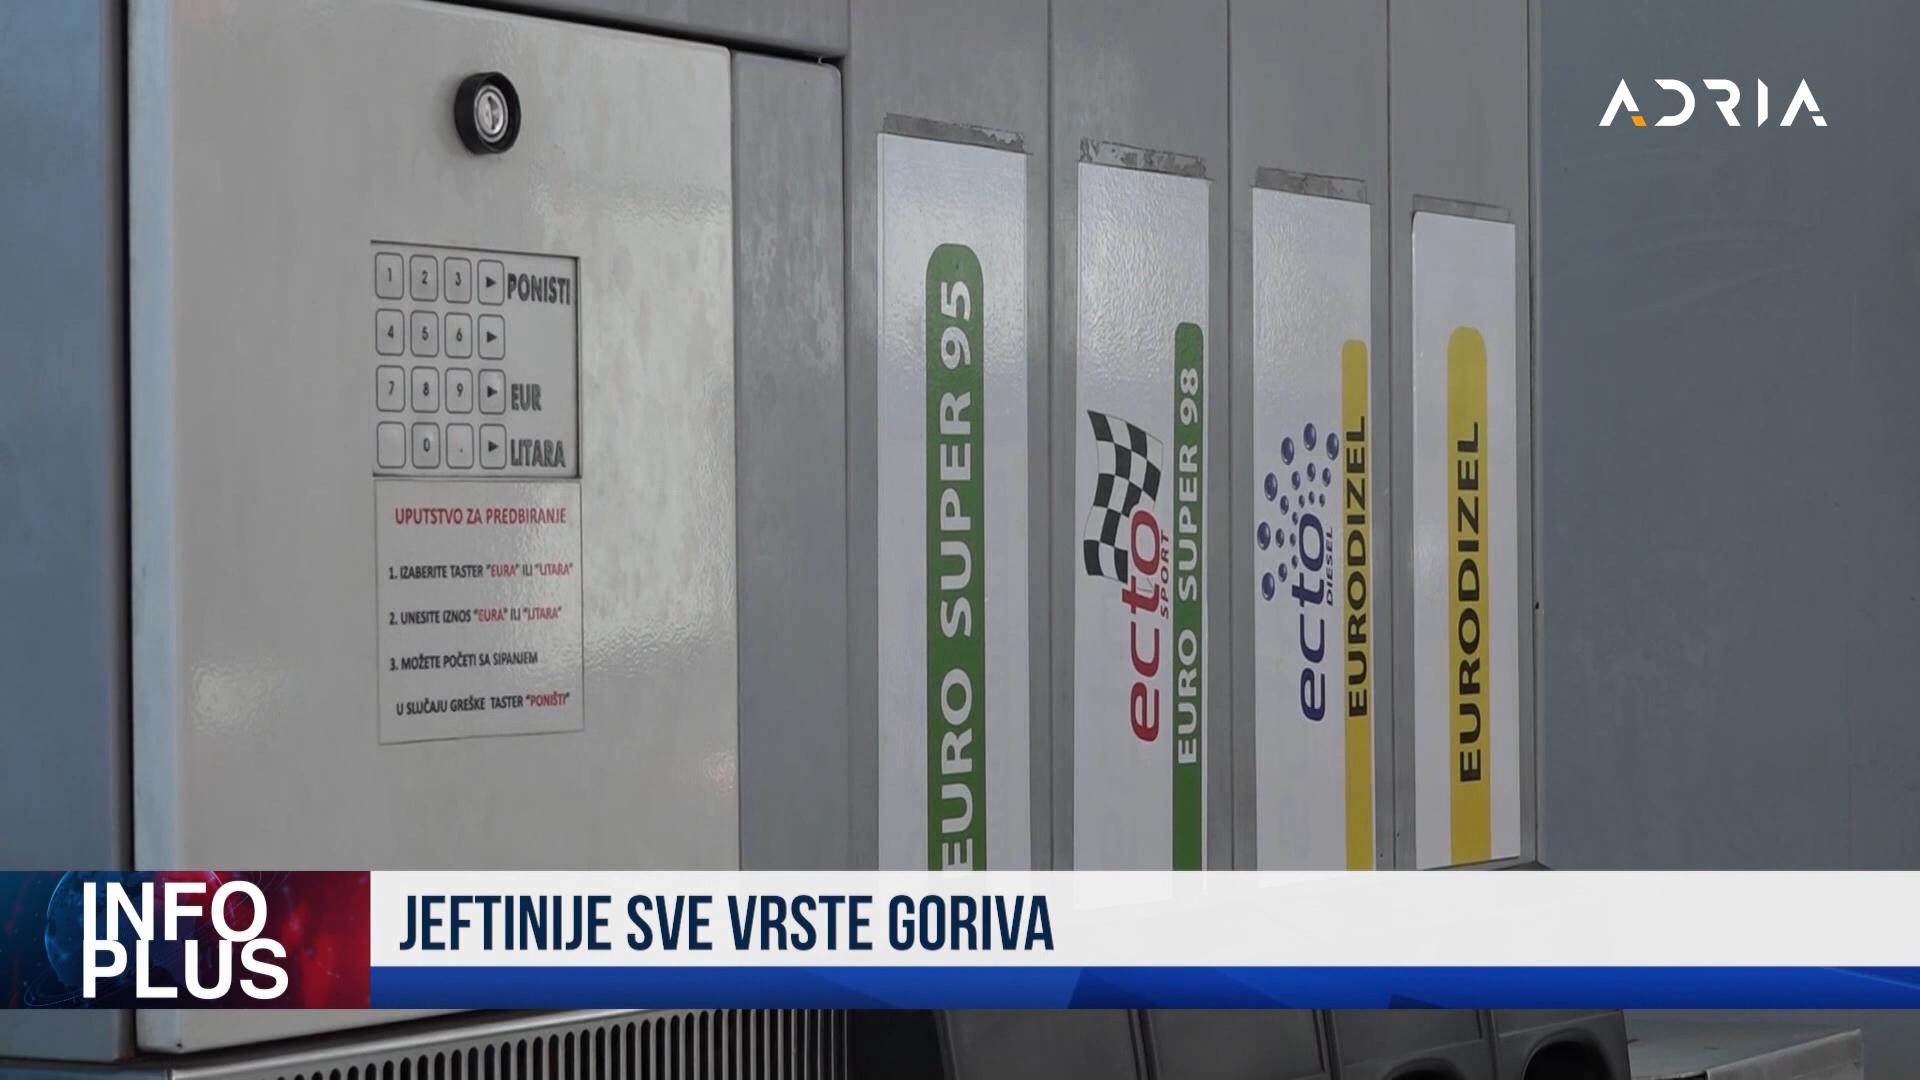 ADRIA
1 2 3 PONISTI
4 5 6
7 8 9 EUR
0 . LITARA
UPUTSTVO ZA PREDBIRANJE
1. IZABERITE TASTER "EURA" ILI "LITARA"
2. UNESITE IZNOS "EURA" ILI "LITARA"
3. MOŽETE POČETI SA SIPANJEM
U SLUČAJU GREŠKE TASTER "PONIŠTI"
EURO SUPER 95
ecto
SPORT
EURO SUPER 98
ecto
DIESEL
EURODIZEL
EURODIZEL
INFO
PLUS
JEFTINIJE SVE VRSTE GORIVA